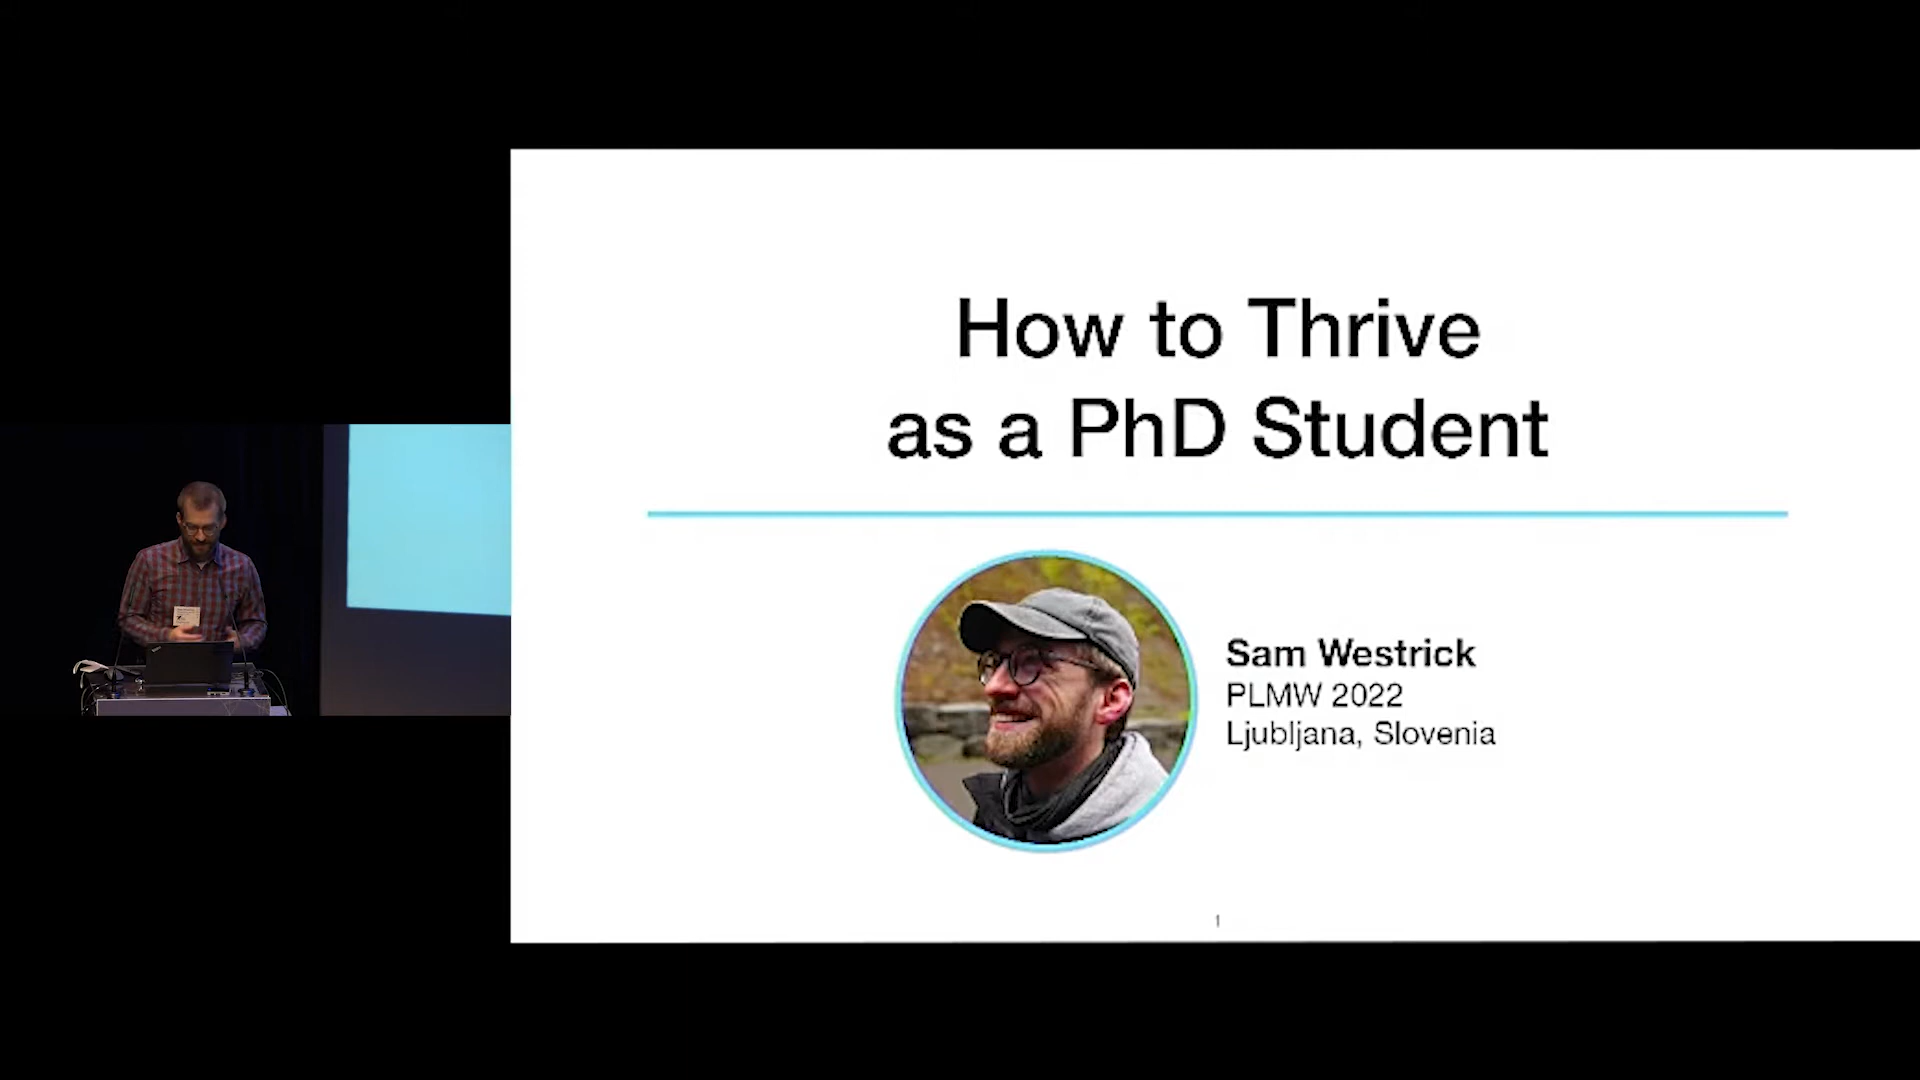 How to Thrive
as a PhD Student
Sam Westrick
PLMW 2022
Ljubljana, Slovenia
1